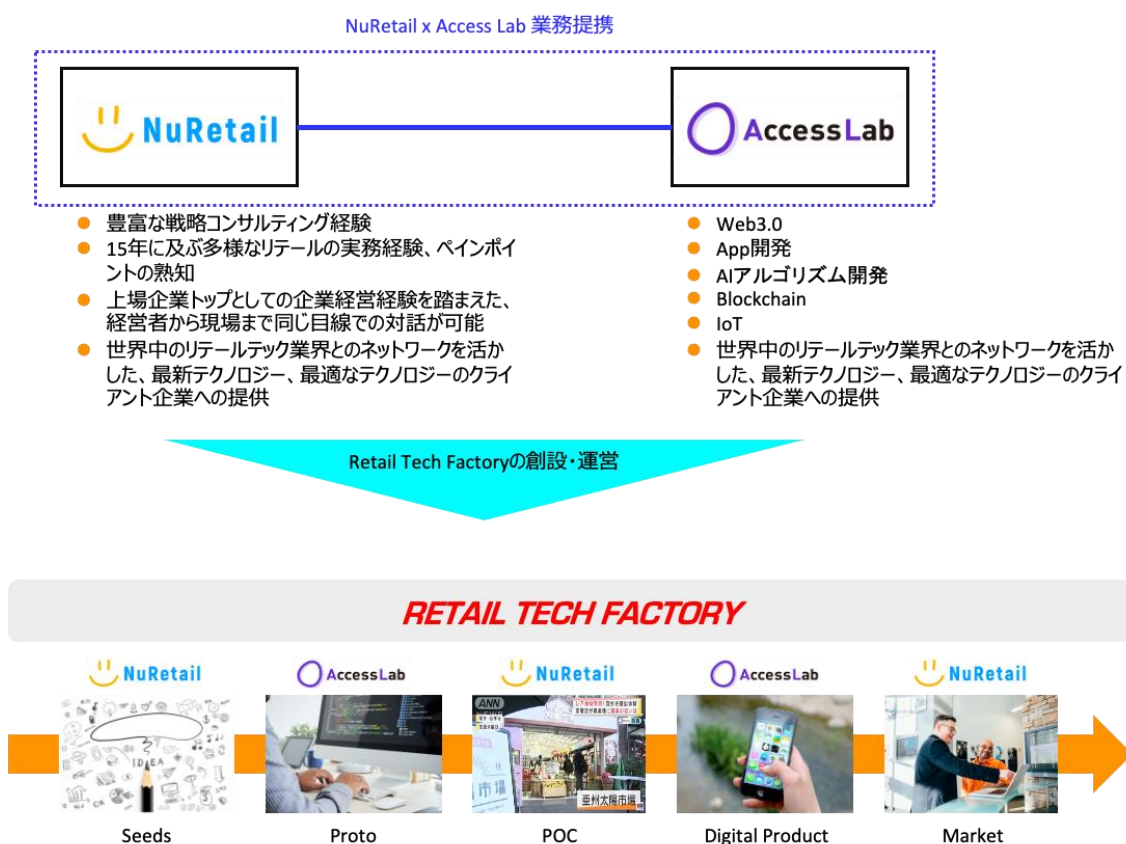 NuRetail x Access Lab 業務提携
NuRetail
AccessLab
豊富な戦略コンサルティング経験
15年に及ぶ多様なリテールの実務経験、ペインポイ
ントの熟知
上場企業トップとしての企業経営経験を踏まえた、
経営者から現場まで同じ目線での対話が可能
世界中のリテールテック業界とのネットワークを活か
した、最新テクノロジー、最適なテクノロジーのクライ
アント企業への提供
Web3.0
App開発
AIアルゴリズム開発
Blockchain
IoT
世界中のリテールテック業界とのネットワークを活か
した、最新テクノロジー、最適なテクノロジーのクライ
アント企業への提供
Retail Tech Factoryの創設・運営
RETAIL TECH FACTORY
NuRetail
AccessLab
NuRetail
AccessLab
NuRetail
IDEA
ANN
市場
亜州太陽市場
Seeds
Proto
POC
Digital Product
Market